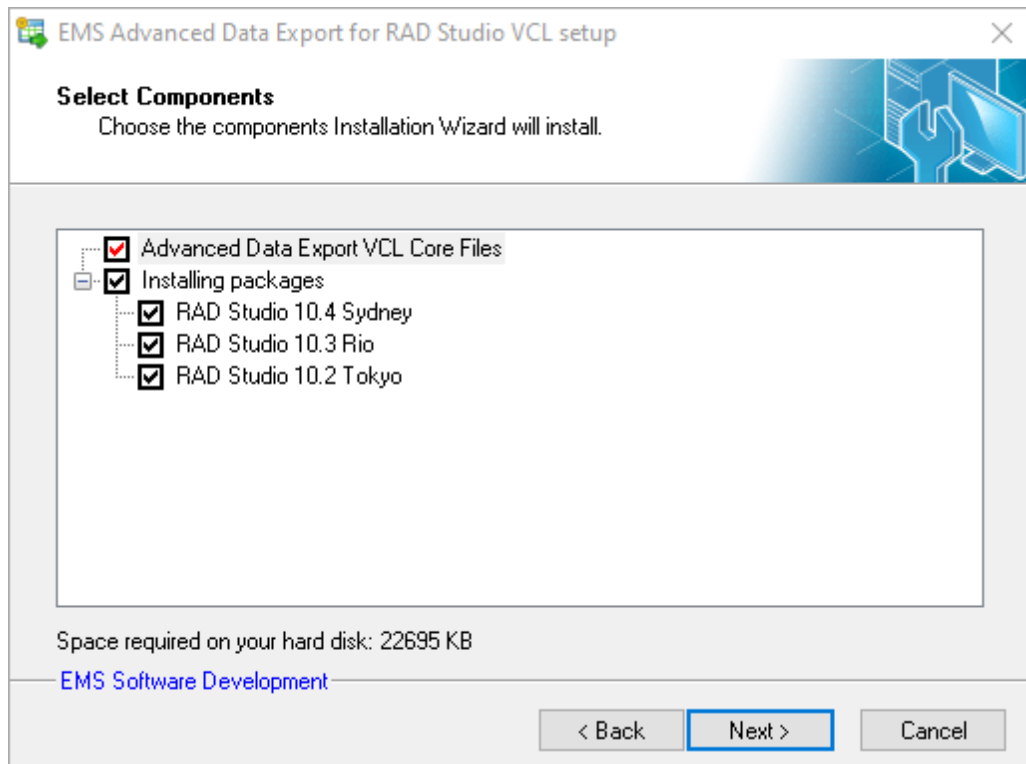 EMS Advanced Data Export for RAD Studio VCL setup
Select Components
Choose the components Installation Wizard will install.
Advanced Data Export VCL Core Files
Installing packages
RAD Studio 10.4 Sydney
RAD Studio 10.3 Rio
RAD Studio 10.2 Tokyo
Space required on your hard disk: 22695 KB
EMS Software Development
< Back Next > Cancel